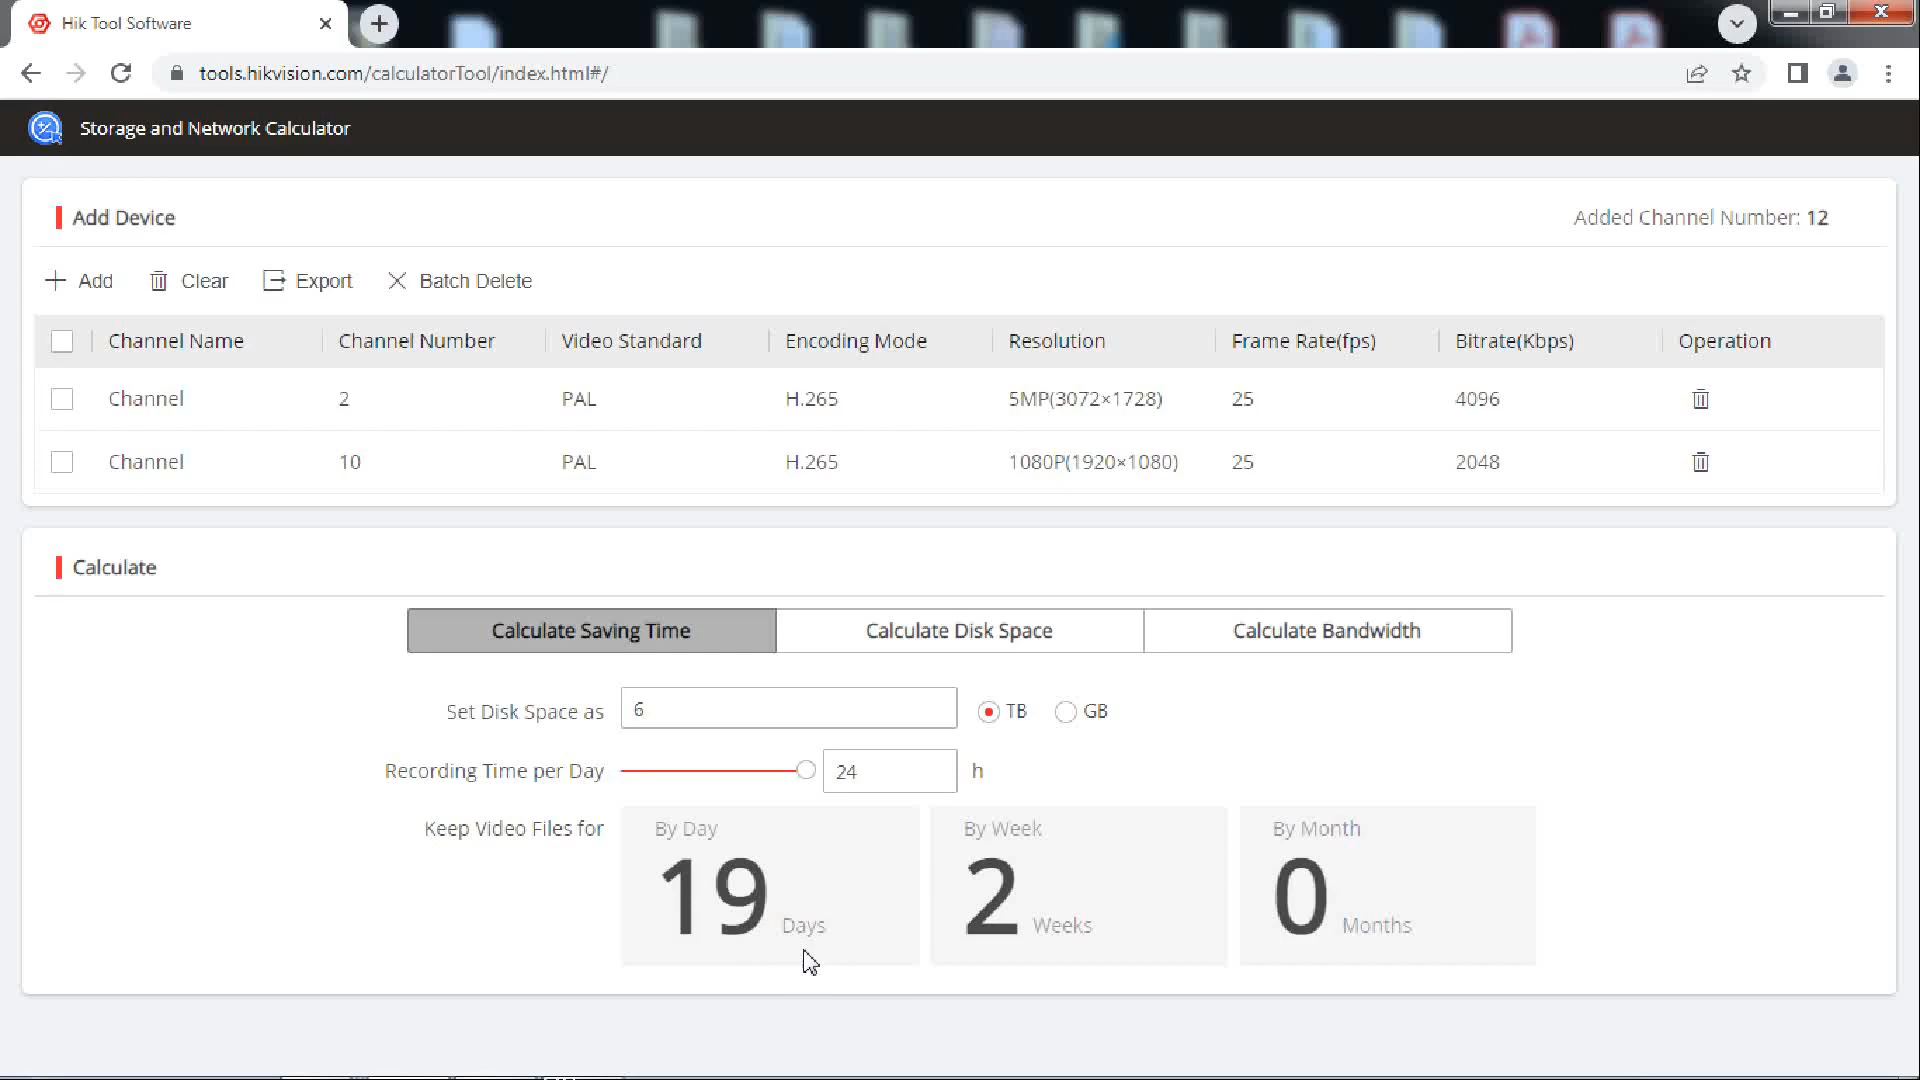 Hik Tool Software
tools.hikvision.com/calculatorTool/index.html#/
Storage and Network Calculator
Add Device
Added Channel Number: 12
Add Clear Export Batch Delete
Channel Name Channel Number Video Standard Encoding Mode Resolution Frame Rate(fps) Bitrate(Kbps) Operation
Channel 2 PAL H.265 5MP(3072×1728) 25 4096
Channel 10 PAL H.265 1080P(1920×1080) 25 2048
Calculate
Calculate Saving Time Calculate Disk Space Calculate Bandwidth
Set Disk Space as 6 TB GB
Recording Time per Day 24 h
Keep Video Files for By Day By Week By Month
19 Days 2 Weeks 0 Months